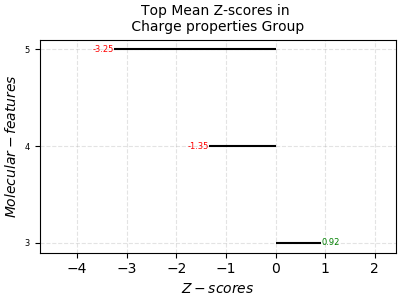 Top Mean Z-scores in
Charge properties Group
5
-3.25
4
-1.35
3
0.92
Molecular − features
−4 −3 −2 −1 0 1 2
Z − scores